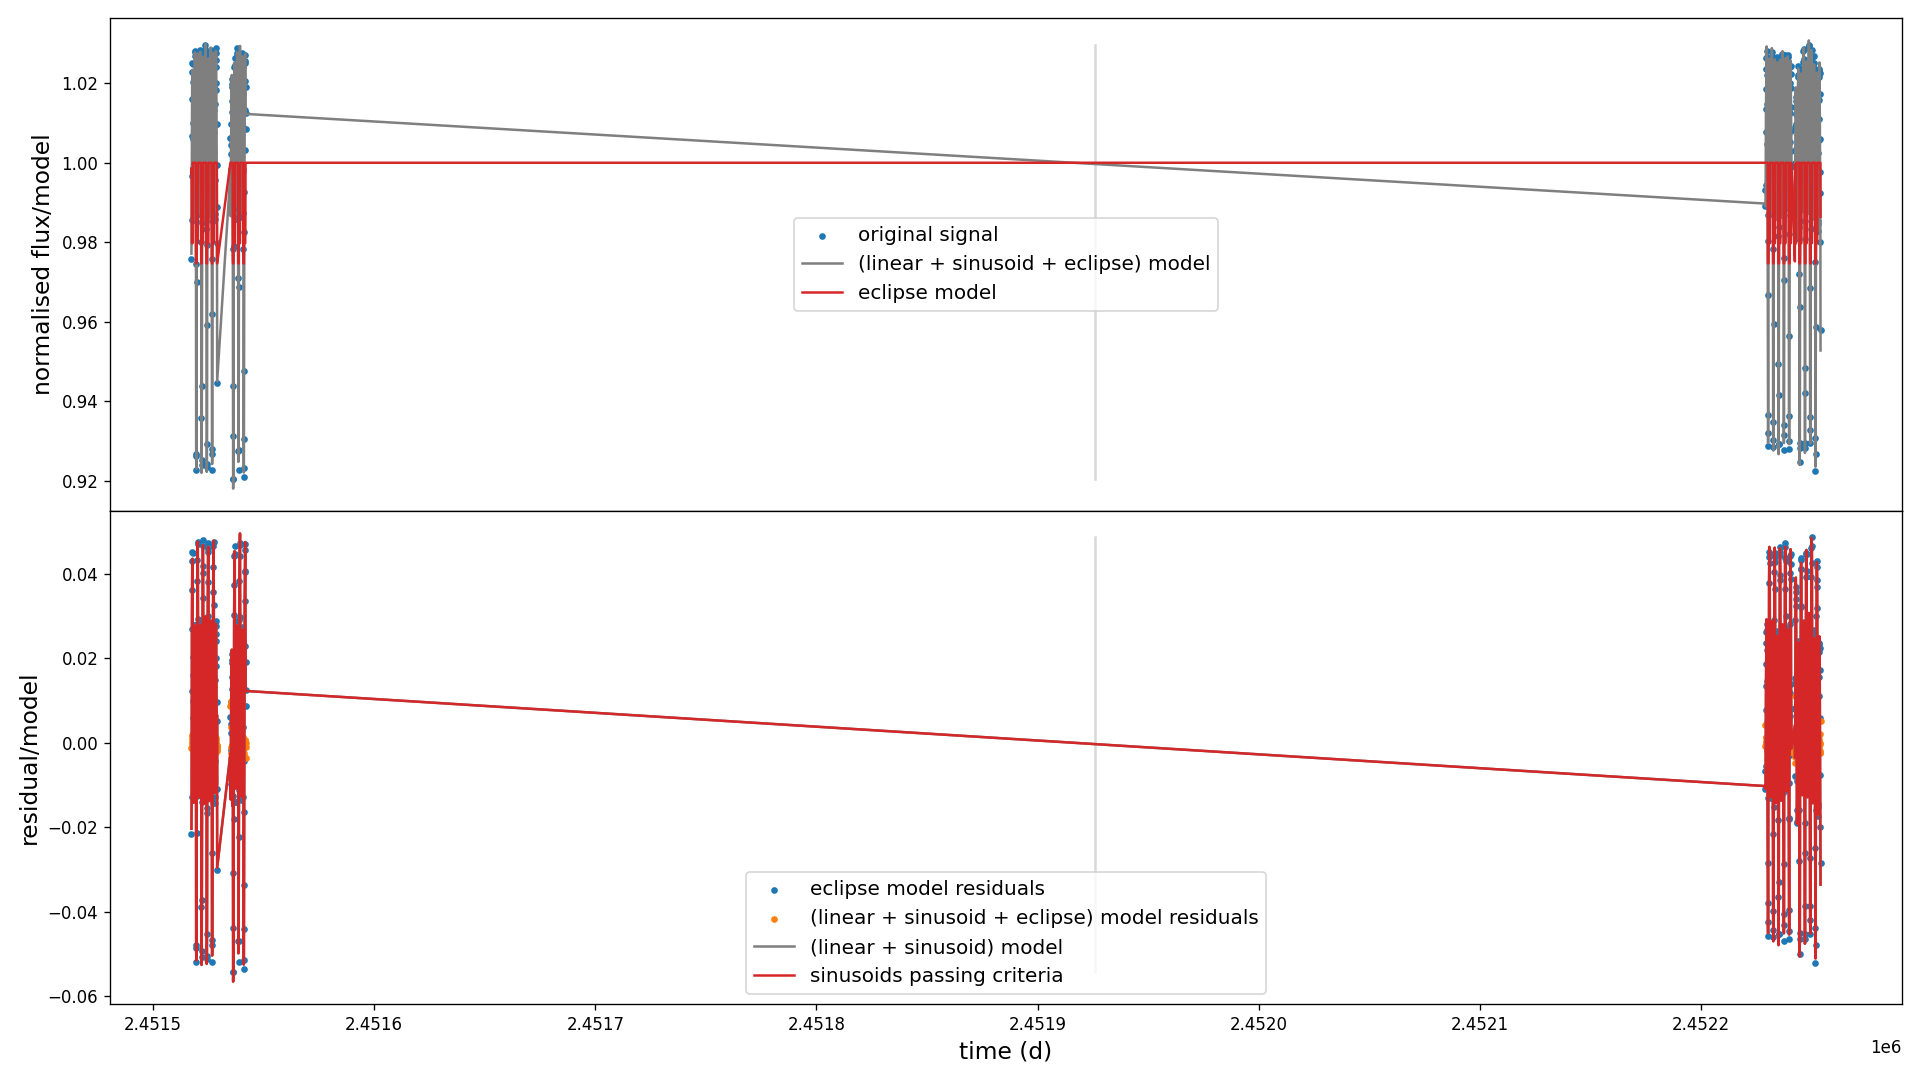 normalised flux/model
1.02
1.00
0.98
0.96
0.94
0.92
original signal
(linear + sinusoid + eclipse) model
eclipse model
residual/model
0.04
0.02
0.00
−0.02
−0.04
−0.06
eclipse model residuals
(linear + sinusoid + eclipse) model residuals
(linear + sinusoid) model
sinusoids passing criteria
2.4515 2.4516 2.4517 2.4518 2.4519 2.4520 2.4521 2.4522
1e6
time (d)